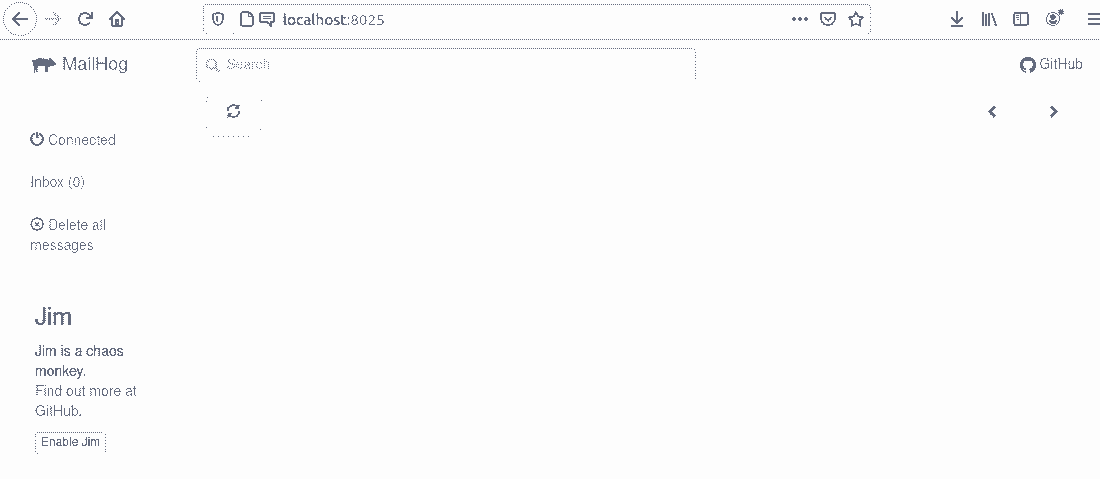 localhost:8025
MailHog
Search
GitHub
Connected
Inbox (0)
Delete all
messages
Jim
Jim is a chaos
monkey.
Find out more at
GitHub.
Enable Jim